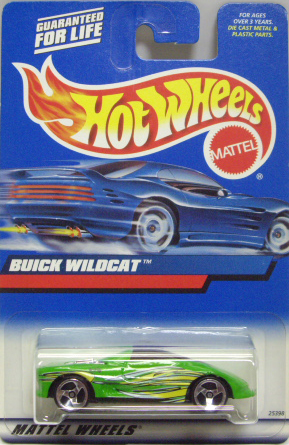 GUARANTEED
FOR LIFE
FOR AGES
OVER 3 YEARS.
DIE CAST METAL &
PLASTIC PARTS.
HOT WHEELS
MATTEL
®
BUICK WILDCAT™
25398
MATTEL WHEELS®